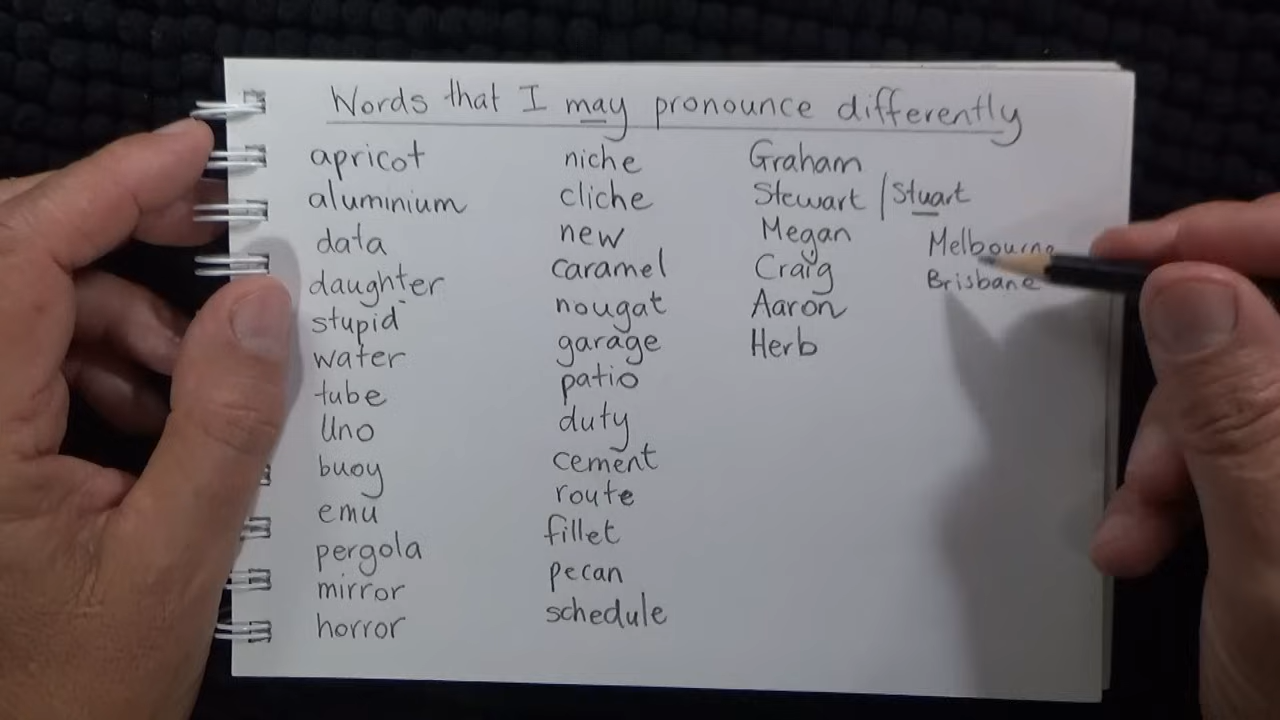 Words that I may pronounce differently
apricot
aluminium
data
daughter
stupid
water
tube
Uno
buoy
emu
pergola
mirror
horror
niche
cliche
new
caramel
nougat
garage
patio
duty
cement
route
fillet
pecan
schedule
Graham
Stewart / Stuart
Megan
Craig
Aaron
Herb
Melbourne
Brisbane